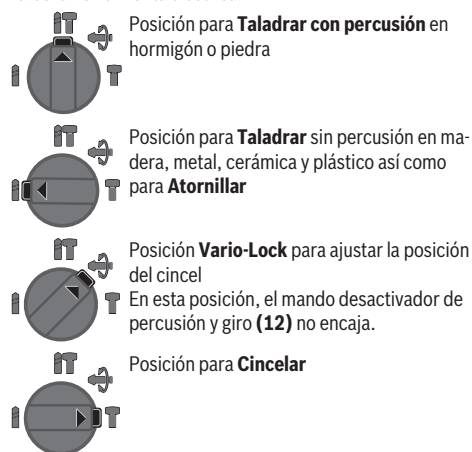 Posición para Taladrar con percusión en
hormigón o piedra
Posición para Taladrar sin percusión en ma-
dera, metal, cerámica y plástico así como
para Atornillar
Posición Vario-Lock para ajustar la posición
del cincel
En esta posición, el mando desactivador de
percusión y giro (12) no encaja.
Posición para Cincelar